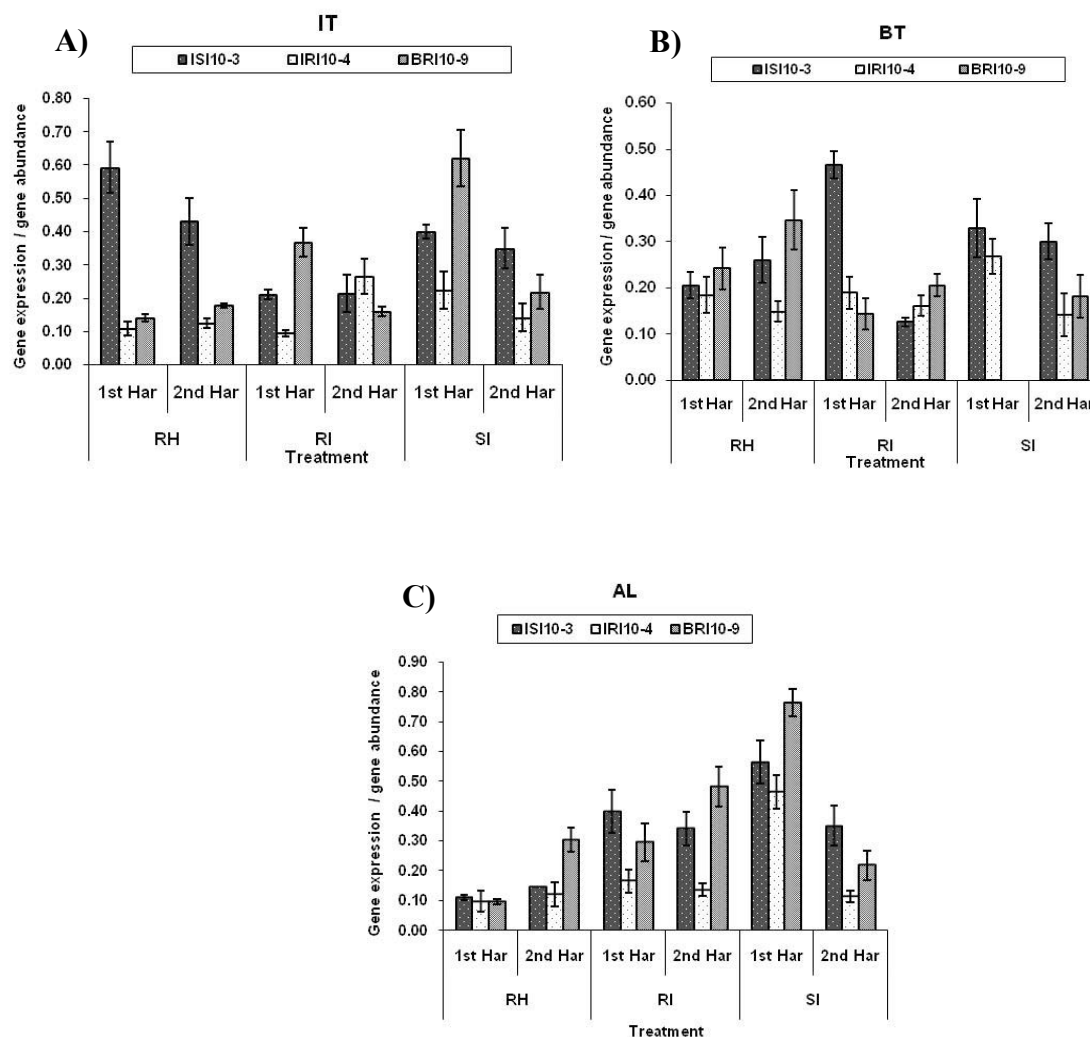 A)
IT
ISI10-3 IRI10-4 BRI10-9
Gene expression / gene abundance
0.80
0.70
0.60
0.50
0.40
0.30
0.20
0.10
0.00
1st Har 2nd Har 1st Har 2nd Har 1st Har 2nd Har
RH RI SI
Treatment
B)
BT
ISI10-3 IRI10-4 BRI10-9
Gene expression / gene abundance
0.60
0.50
0.40
0.30
0.20
0.10
0.00
1st Har 2nd Har 1st Har 2nd Har 1st Har 2nd Har
RH RI SI
Treatment
C)
AL
ISI10-3 IRI10-4 BRI10-9
Gene expression / gene abundance
0.90
0.80
0.70
0.60
0.50
0.40
0.30
0.20
0.10
0.00
1st Har 2nd Har 1st Har 2nd Har 1st Har 2nd Har
RH RI SI
Treatment